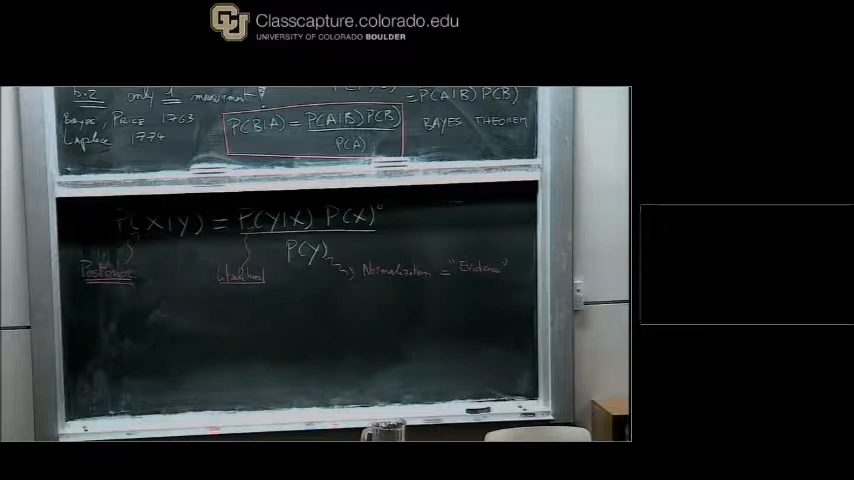 Classcapture.colorado.edu
UNIVERSITY OF COLORADO BOULDER
b.2 only 1 measurement!
= P(A|B) P(B)
Bayes, Price 1763
Laplace 1774
P(B|A) = P(A|B) P(B) / P(A)
BAYES THEOREM
P(X|Y) = P(Y|X) P(X) / P(Y)
Posterior
Likelihood
Normalization = "Evidence"